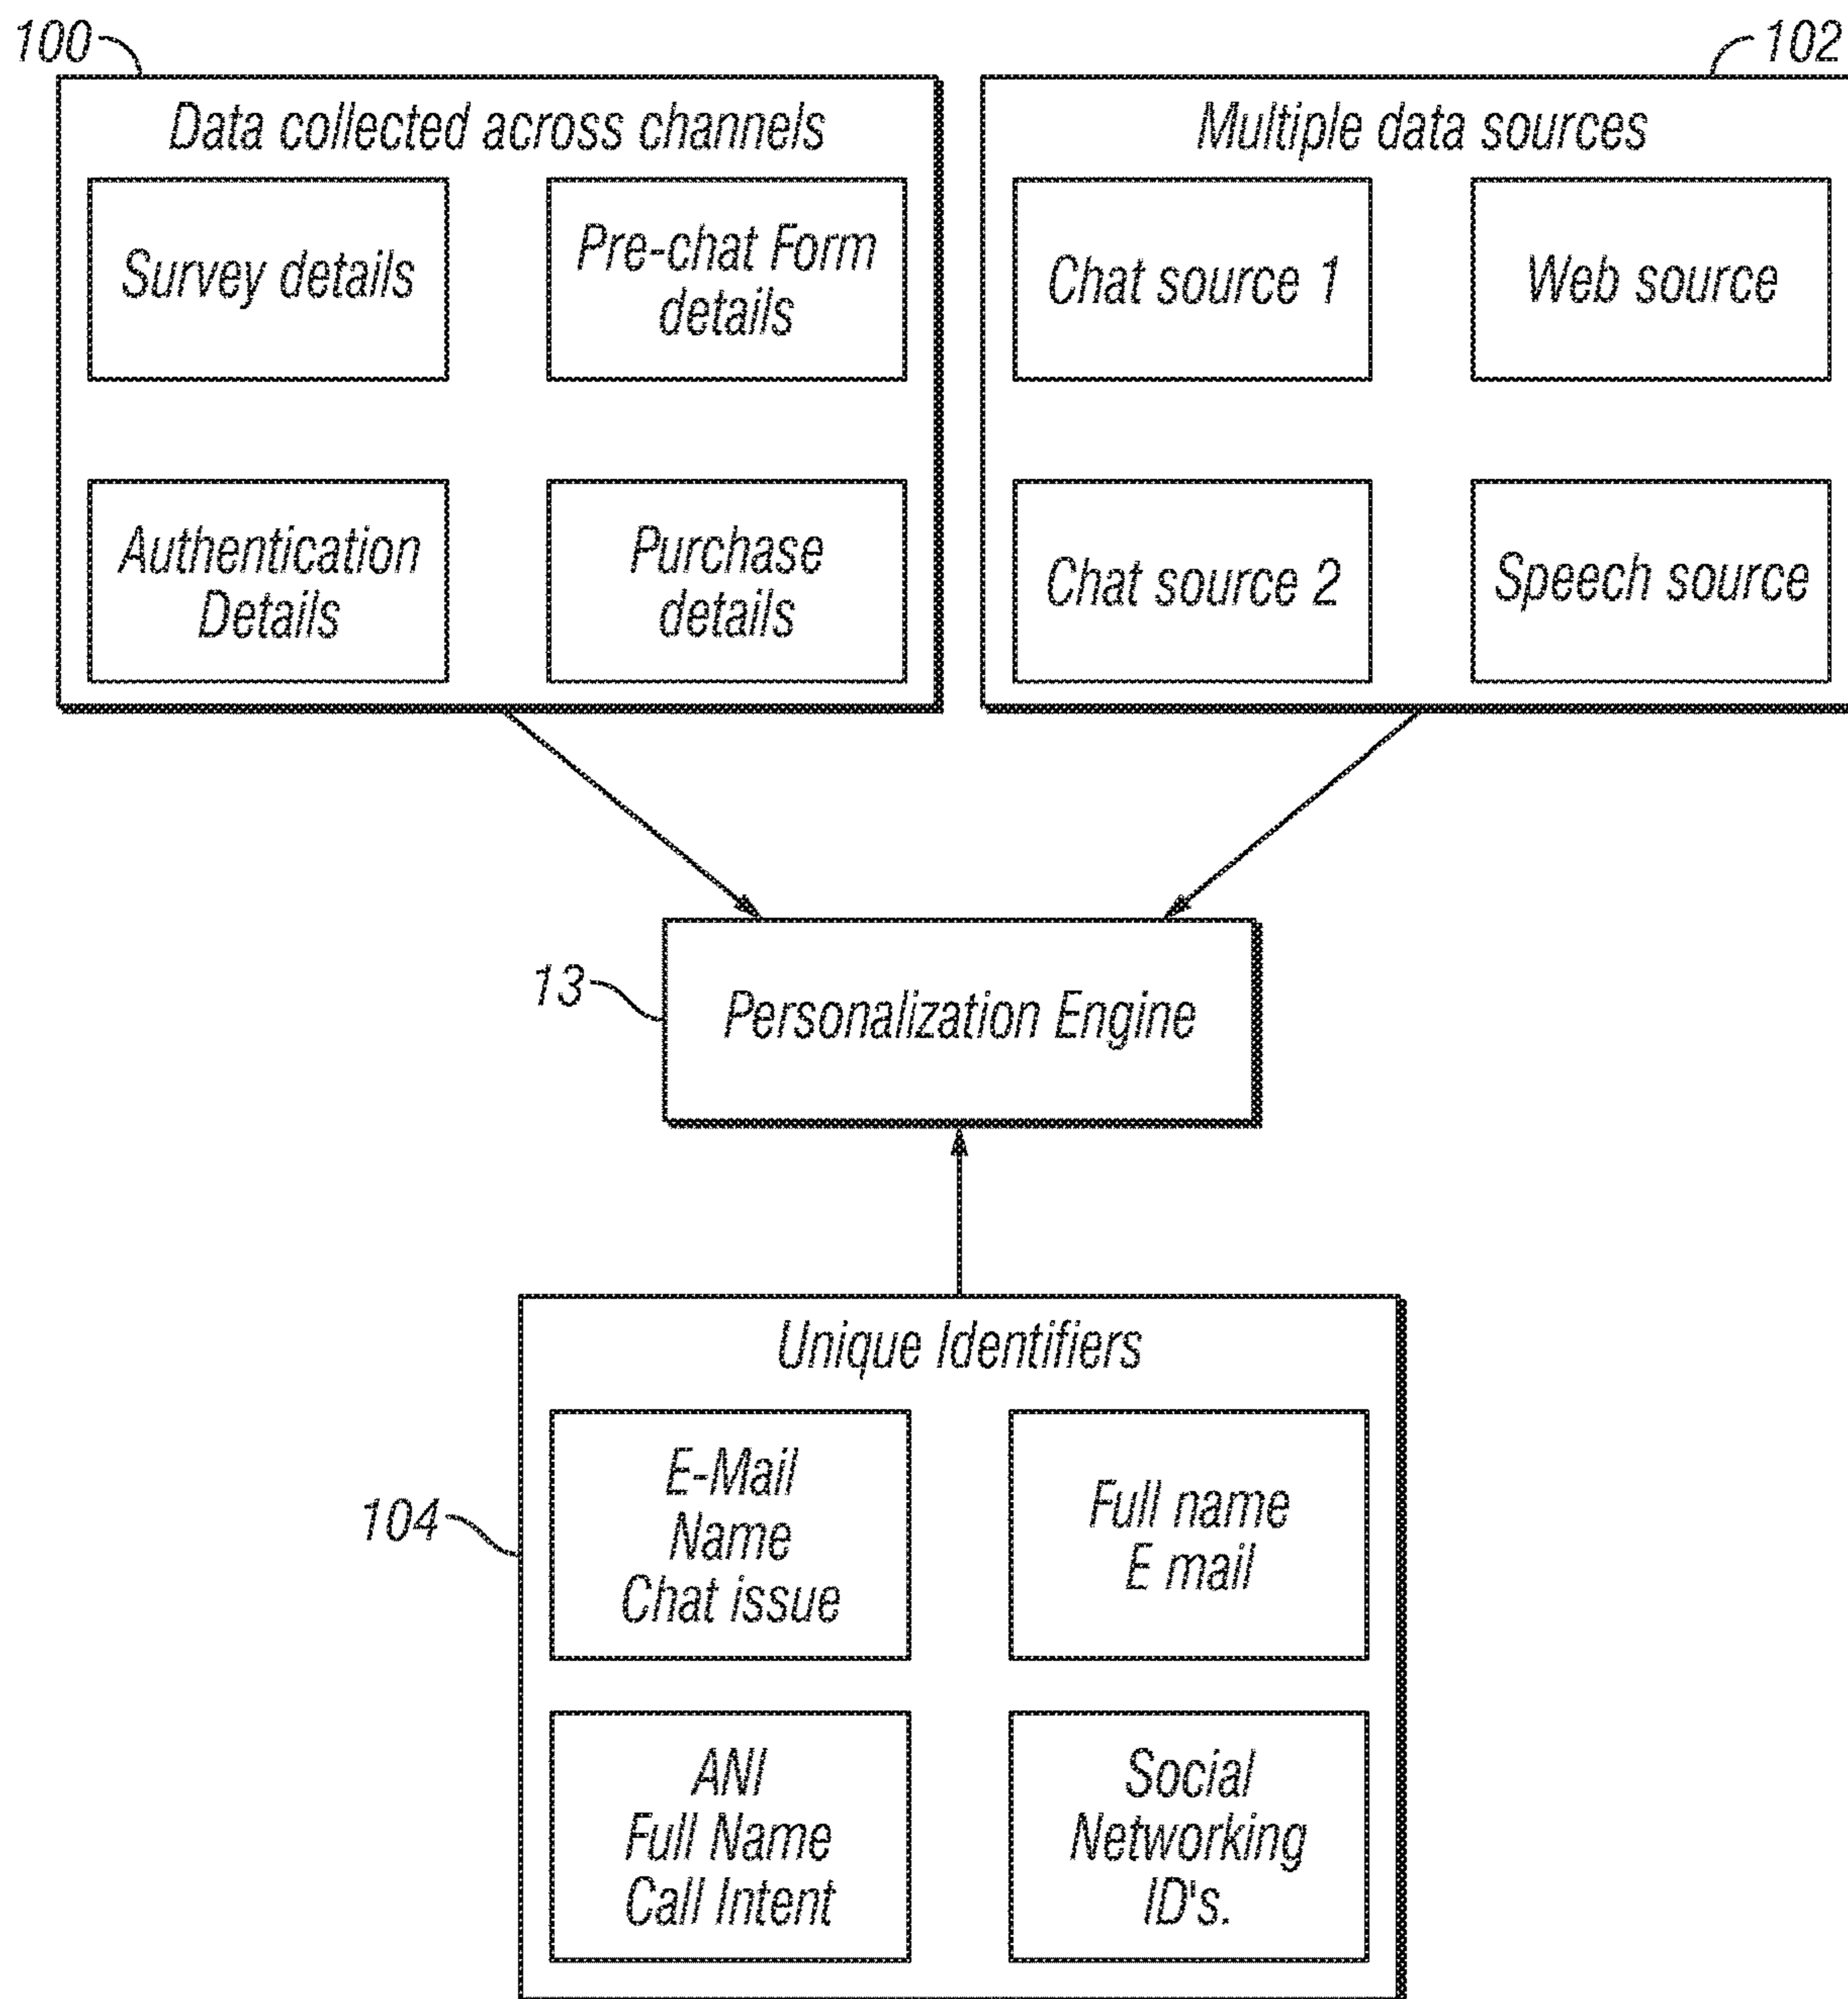 100
Data collected across channels
Survey details
Pre-chat Form
details
Authentication
Details
Purchase
details
102
Multiple data sources
Chat source 1
Web source
Chat source 2
Speech source
13
Personalization Engine
104
Unique Identifiers
E-Mail
Name
Chat issue
Full name
E mail
ANI
Full Name
Call Intent
Social
Networking
ID's.